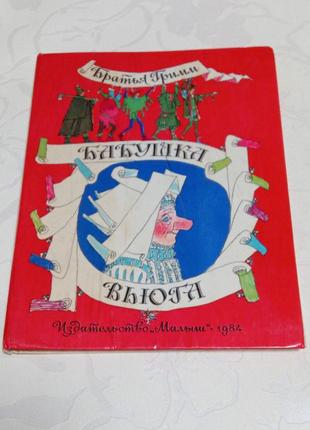 Братья Гримм
БАБУШКА
ВЬЮГА
Издательство „Малыш“ · 1984